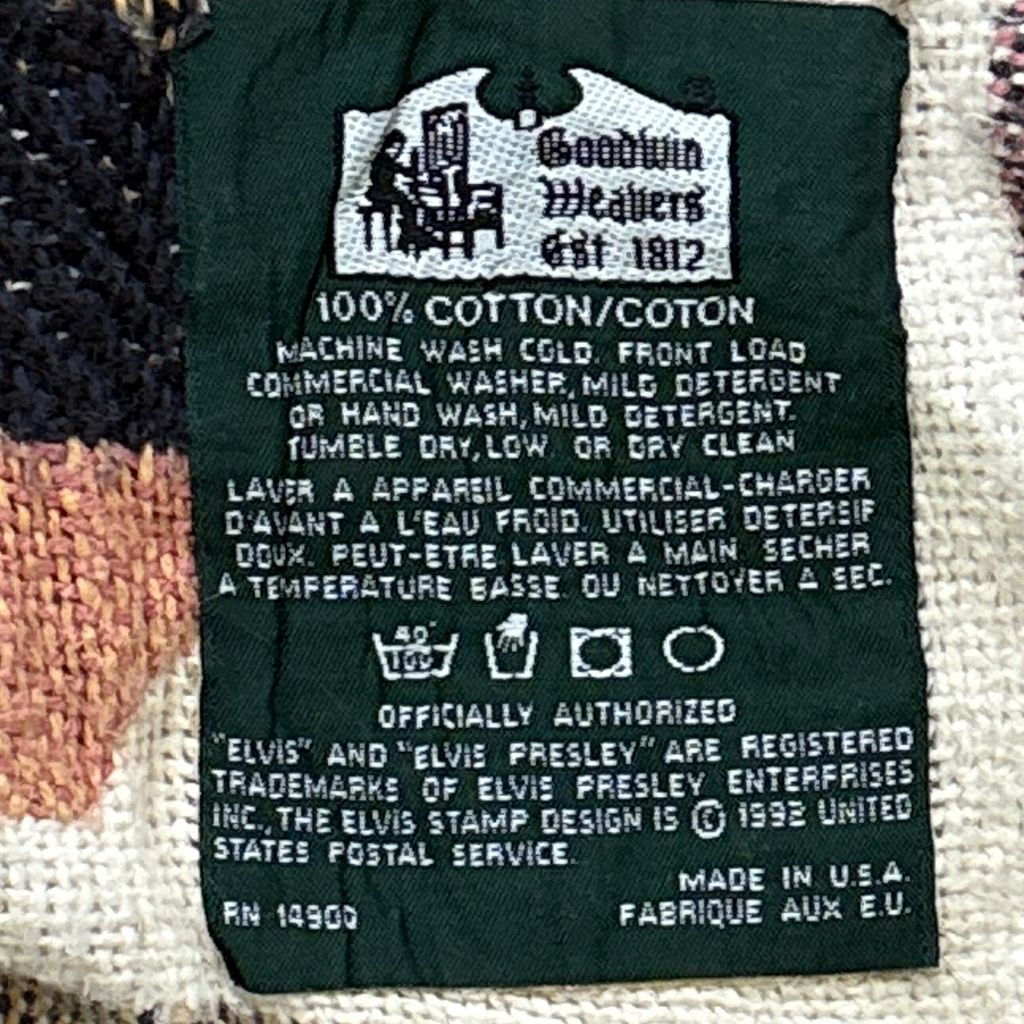 Goodwin
Weavers
Est 1812
100% COTTON/COTON
MACHINE WASH COLD. FRONT LOAD
COMMERCIAL WASHER, MILD DETERGENT
OR HAND WASH, MILD DETERGENT.
TUMBLE DRY, LOW. OR DRY CLEAN
LAVER A APPAREIL COMMERCIAL-CHARGER
D'AVANT A L'EAU FROID. UTILISER DETERSIF
DOUX. PEUT-ETRE LAVER A MAIN. SECHER
A TEMPERATURE BASSE. OU NETTOYER A SEC.
40°
OFFICIALLY AUTHORIZED
"ELVIS" AND "ELVIS PRESLEY" ARE REGISTERED
TRADEMARKS OF ELVIS PRESLEY ENTERPRISES
INC., THE ELVIS STAMP DESIGN IS © 1992 UNITED
STATES POSTAL SERVICE.
MADE IN U.S.A.
RN 14900 FABRIQUE AUX E.U.